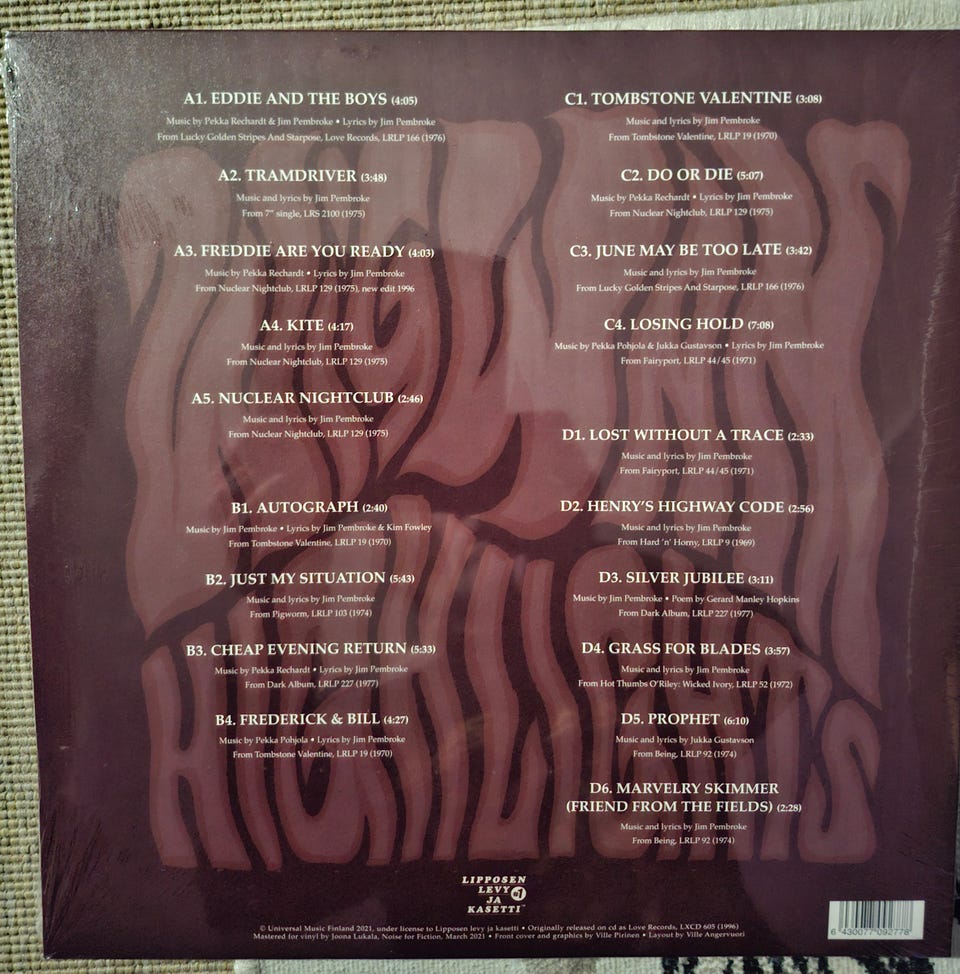 A1. EDDIE AND THE BOYS (4:05)
Music by Pekka Rechardt & Jim Pembroke • Lyrics by Jim Pembroke
From Lucky Golden Stripes And Starpose, Love Records, LRLP 166 (1976)
A2. TRAMDRIVER (3:48)
Music and lyrics by Jim Pembroke
From 7" single, LRS 2100 (1975)
A3. FREDDIE ARE YOU READY (4:03)
Music by Pekka Rechardt • Lyrics by Jim Pembroke
From Nuclear Nightclub, LRLP 129 (1975), new edit 1996
A4. KITE (4:17)
Music and lyrics by Jim Pembroke
From Nuclear Nightclub, LRLP 129 (1975)
A5. NUCLEAR NIGHTCLUB (2:46)
Music and lyrics by Jim Pembroke
From Nuclear Nightclub, LRLP 129 (1975)
B1. AUTOGRAPH (2:40)
Music by Jim Pembroke • Lyrics by Jim Pembroke & Kim Fowley
From Tombstone Valentine, LRLP 19 (1970)
B2. JUST MY SITUATION (5:43)
Music and lyrics by Jim Pembroke
From Pigworm, LRLP 103 (1974)
B3. CHEAP EVENING RETURN (5:33)
Music by Pekka Rechardt • Lyrics by Jim Pembroke
From Dark Album, LRLP 227 (1977)
B4. FREDERICK & BILL (4:27)
Music by Pekka Pohjola • Lyrics by Jim Pembroke
From Tombstone Valentine, LRLP 19 (1970)
C1. TOMBSTONE VALENTINE (3:08)
Music and lyrics by Jim Pembroke
From Tombstone Valentine, LRLP 19 (1970)
C2. DO OR DIE (5:07)
Music by Pekka Rechardt • Lyrics by Jim Pembroke
From Nuclear Nightclub, LRLP 129 (1975)
C3. JUNE MAY BE TOO LATE (3:42)
Music and lyrics by Jim Pembroke
From Lucky Golden Stripes And Starpose, LRLP 166 (1976)
C4. LOSING HOLD (7:08)
Music by Pekka Pohjola & Jukka Gustavson • Lyrics by Jim Pembroke
From Fairyport, LRLP 44/45 (1971)
D1. LOST WITHOUT A TRACE (2:33)
Music and lyrics by Jim Pembroke
From Fairyport, LRLP 44/45 (1971)
D2. HENRY'S HIGHWAY CODE (2:56)
Music and lyrics by Jim Pembroke
From Hard 'n' Horny, LRLP 9 (1969)
D3. SILVER JUBILEE (3:11)
Music by Jim Pembroke • Poem by Gerard Manley Hopkins
From Dark Album, LRLP 227 (1977)
D4. GRASS FOR BLADES (3:57)
Music and lyrics by Jim Pembroke
From Hot Thumbs O'Riley: Wicked Ivory, LRLP 52 (1972)
D5. PROPHET (6:10)
Music and lyrics by Jukka Gustavson
From Being, LRLP 92 (1974)
D6. MARVELRY SKIMMER
(FRIEND FROM THE FIELDS) (2:28)
Music and lyrics by Jim Pembroke
From Being, LRLP 92 (1974)
WIGWAM
HIGHLIGHTS
LIPPOSEN
LEVY #1
JA
KASETTI™
© Universal Music Finland 2021, under license to Lipposen levy ja kasetti • Originally released on cd as Love Records, LXCD 605 (1996)
Mastered for vinyl by Joona Lukala, Noise for Fiction, March 2021 • Front cover and graphics by Ville Pirinen • Layout by Ville Angervuori
6 430077 092778